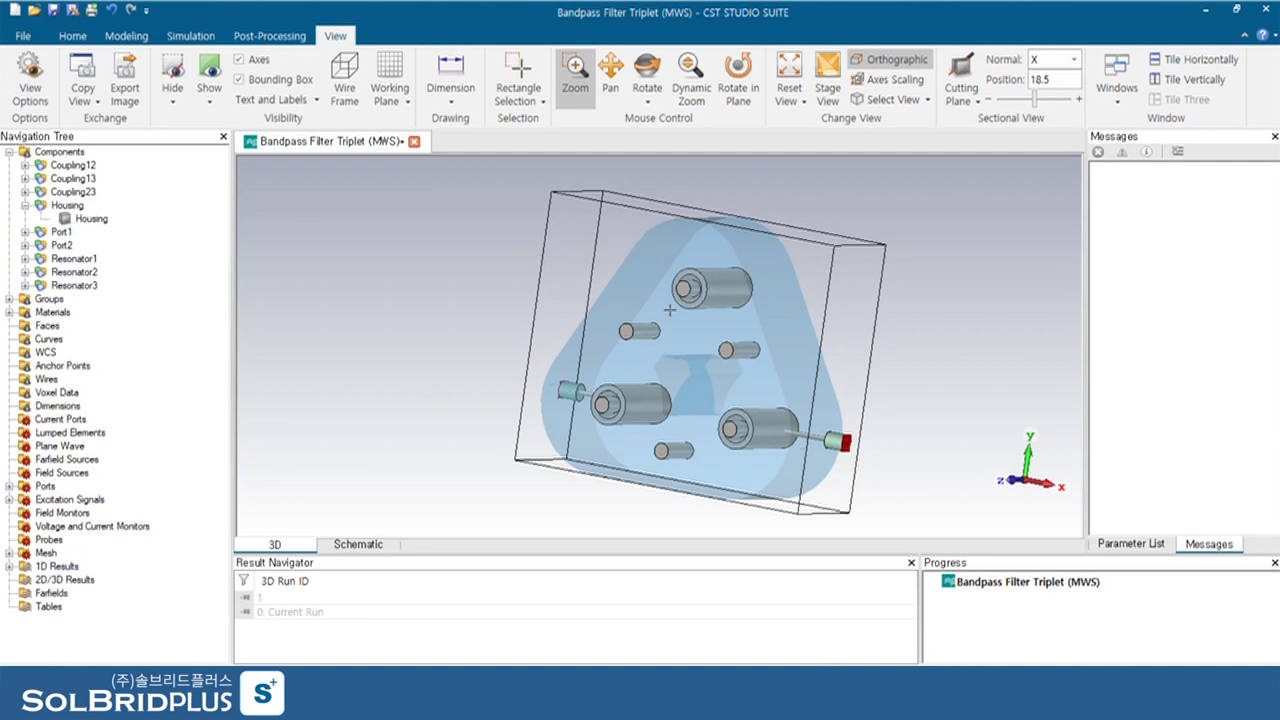 Bandpass Filter Triplet (MWS) - CST STUDIO SUITE
File Home Modeling Simulation Post-Processing View
View Options
Options
Copy View
Export Image
Exchange
Hide
Show
Axes
Bounding Box
Text and Labels
Wire Frame
Working Plane
Visibility
Dimension
Drawing
Rectangle Selection
Selection
Zoom
Pan
Rotate
Dynamic Zoom
Rotate in Plane
Mouse Control
Reset View
Stage View
Orthographic
Axes Scaling
Select View
Change View
Cutting Plane
Normal: X
Position: 18.5
Sectional View
Windows
Tile Horizontally
Tile Vertically
Tile Three
Window
Navigation Tree
Components
Coupling12
Coupling13
Coupling23
Housing
Housing
Port1
Port2
Resonator1
Resonator2
Resonator3
Groups
Materials
Faces
Curves
WCS
Anchor Points
Wires
Voxel Data
Dimensions
Current Ports
Lumped Elements
Plane Wave
Farfield Sources
Field Sources
Ports
Excitation Signals
Field Monitors
Voltage and Current Monitors
Probes
Mesh
1D Results
2D/3D Results
Farfields
Tables
Bandpass Filter Triplet (MWS)*
y
z
x
3D Schematic
Result Navigator
3D Run ID
1
0: Current Run
Messages
Parameter List Messages
Progress
Bandpass Filter Triplet (MWS)
(주)솔브리드플러스
SOLBRIDPLUS
S+